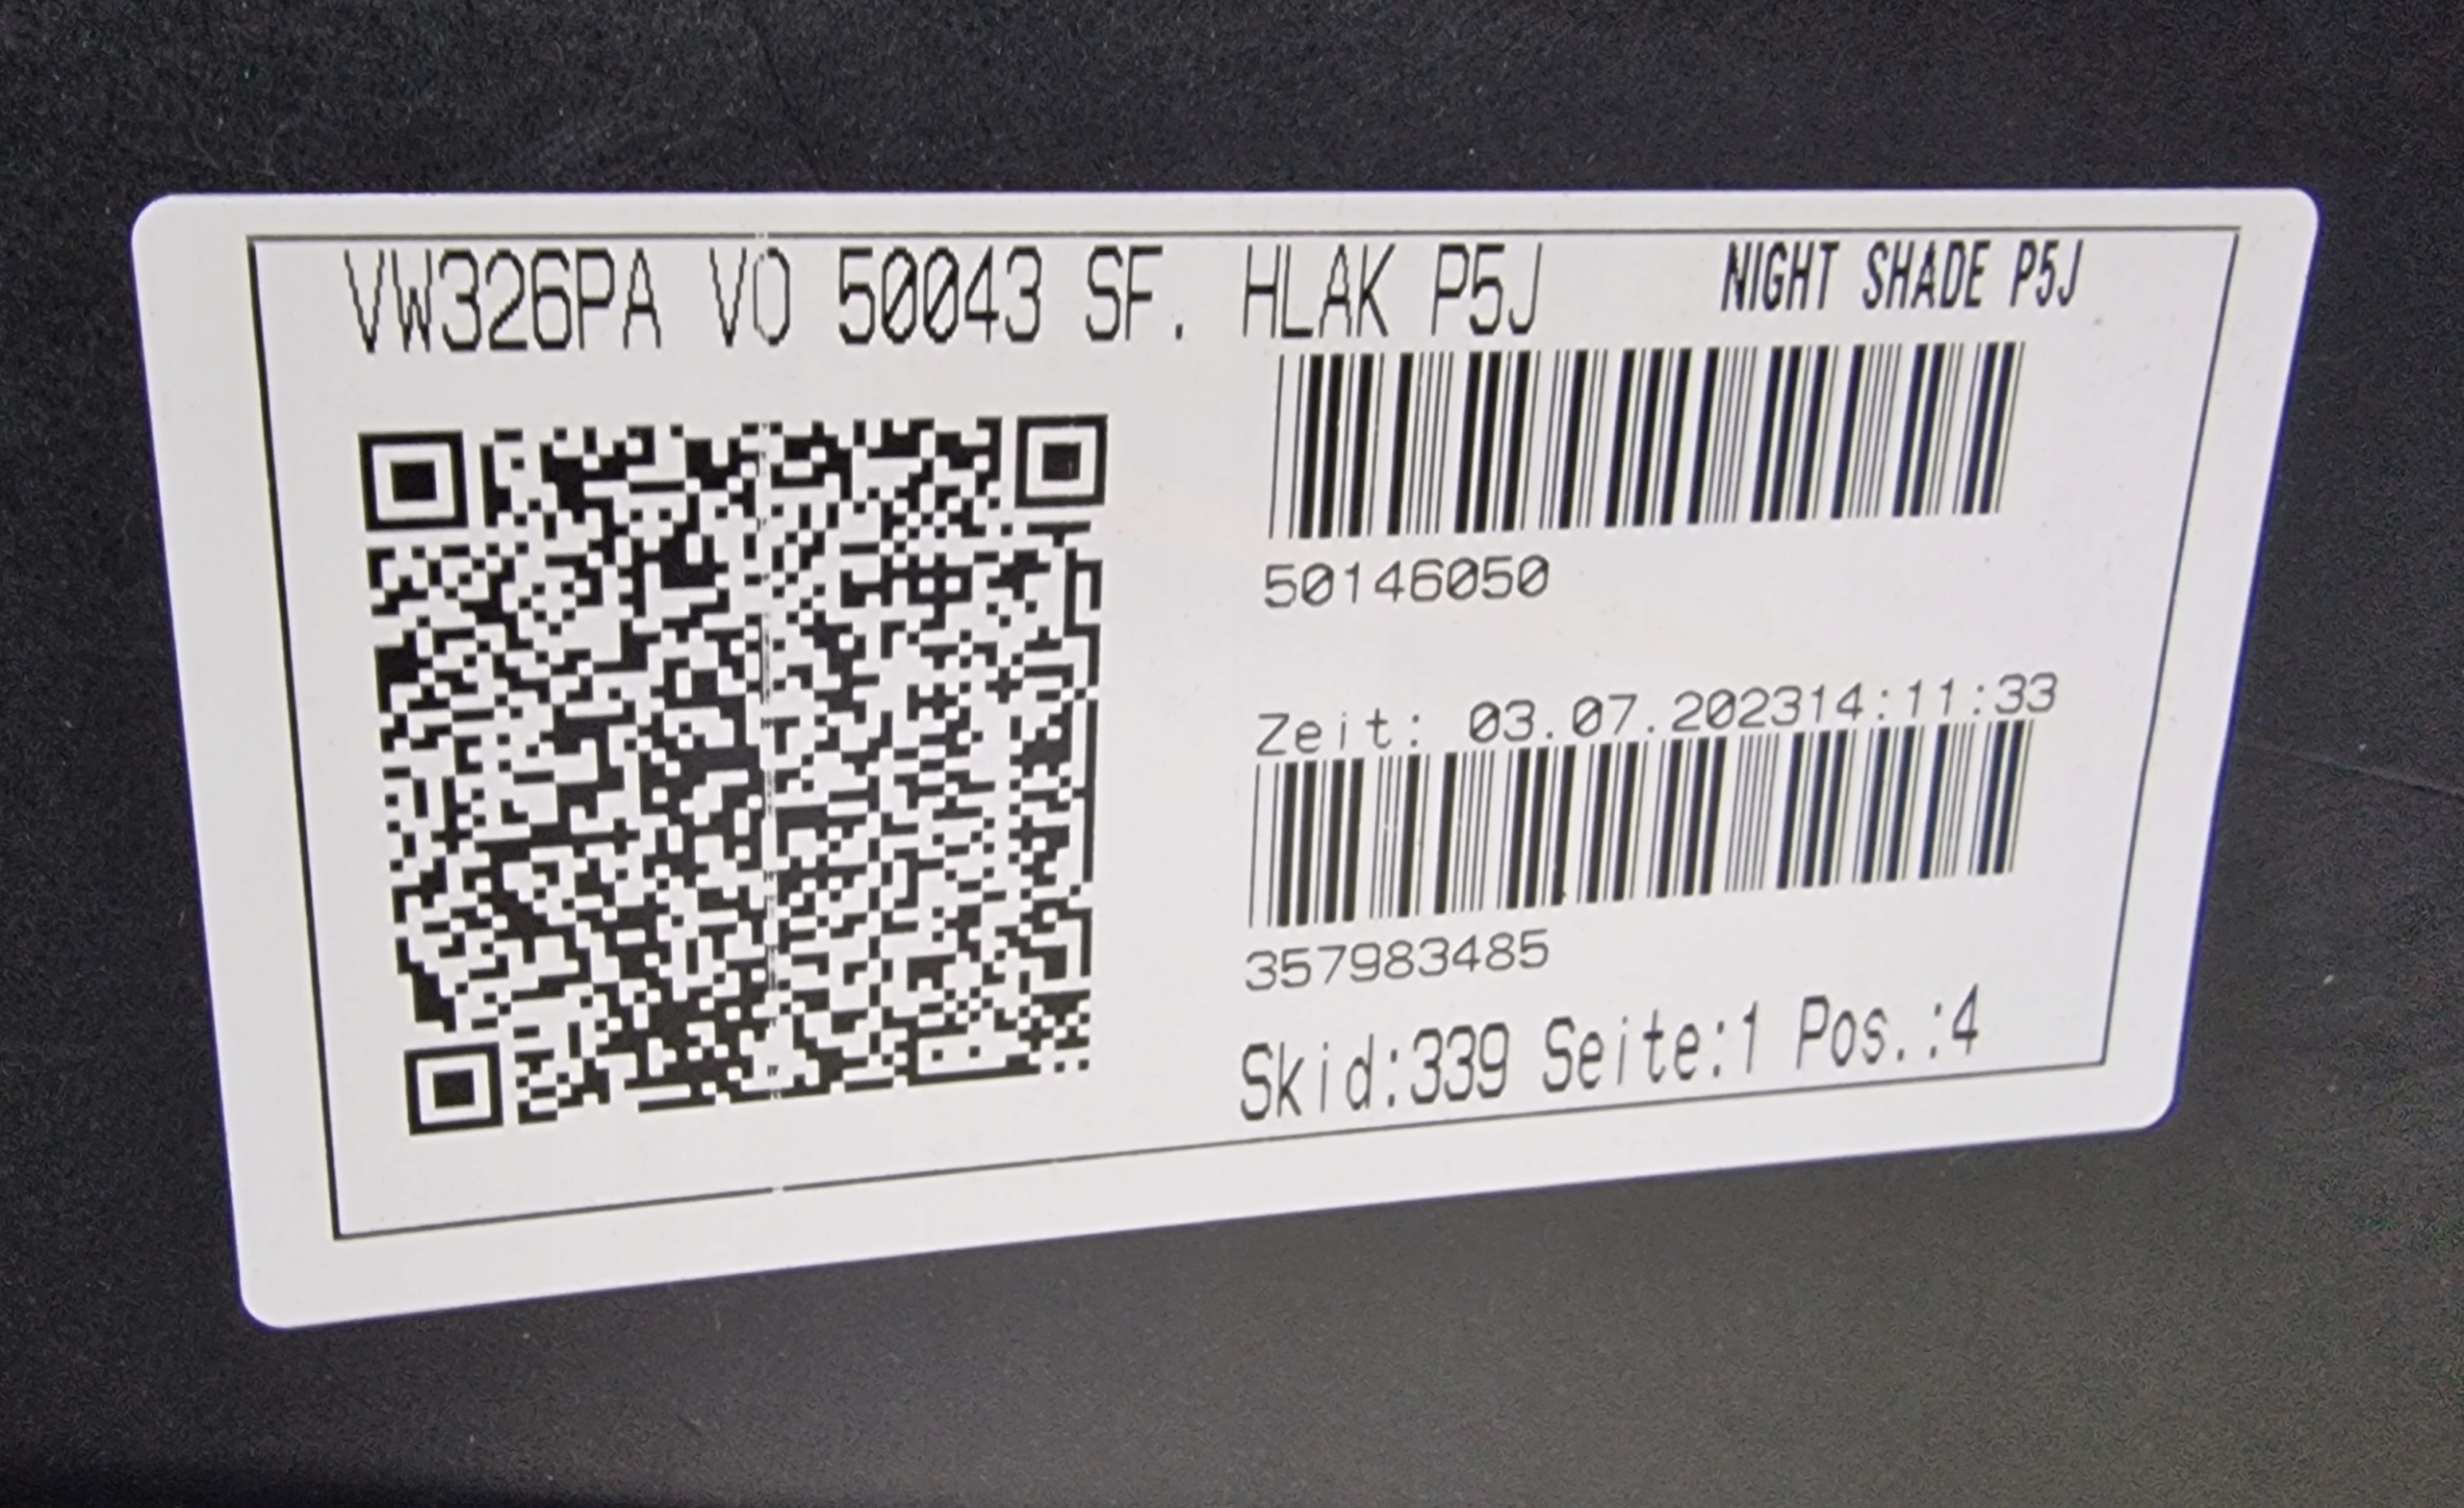 VW326PA VO 50043 SF. HLAK P5J NIGHT SHADE P5J
50146050
Zeit: 03.07.202314:11:33
357983485
Skid:339 Seite:1 Pos.:4